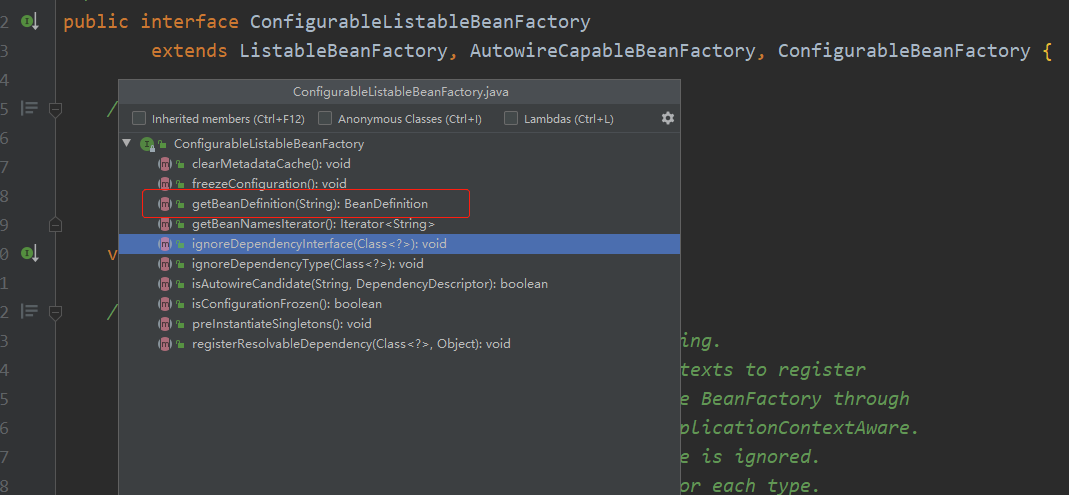 2 public interface ConfigurableListableBeanFactory
3 extends ListableBeanFactory, AutowireCapableBeanFactory, ConfigurableBeanFactory {
4
ConfigurableListableBeanFactory.java
5 /
Inherited members (Ctrl+F12) Anonymous Classes (Ctrl+I) Lambdas (Ctrl+L)
6
ConfigurableListableBeanFactory
7
clearMetadataCache(): void
freezeConfiguration(): void
8
getBeanDefinition(String): BeanDefinition
9
getBeanNamesIterator(): Iterator<String>
0 v
ignoreDependencyInterface(Class<?>): void
ignoreDependencyType(Class<?>): void
1
isAutowireCandidate(String, DependencyDescriptor): boolean
isConfigurationFrozen(): boolean
2 /
preInstantiateSingletons(): void
3 ing.
registerResolvableDependency(Class<?>, Object): void
4 texts to register
5 e BeanFactory through
6 plicationContextAware.
7 e is ignored.
8 or each type.